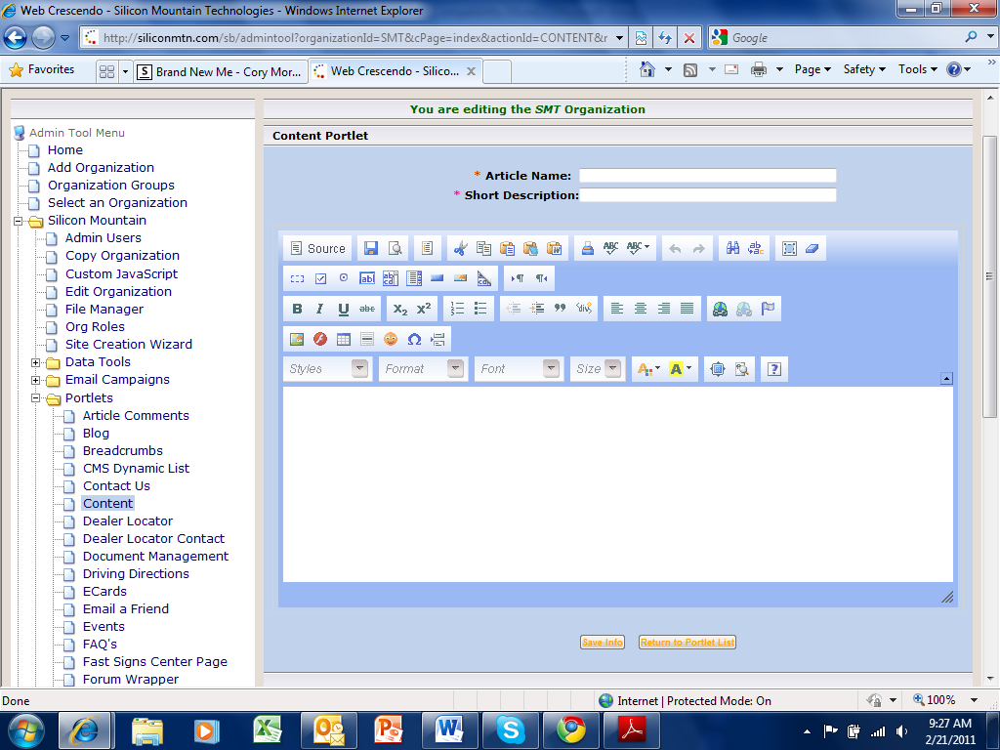 Web Crescendo - Silicon Mountain Technologies - Windows Internet Explorer
http://siliconmtn.com/sb/admintool?organizationId=SMT&cPage=index&actionId=CONTENT&r
Google
Favorites
S Brand New Me - Cory Mor...
Web Crescendo - Silico...
Page
Safety
Tools
You are editing the SMT Organization
Admin Tool Menu
Home
Add Organization
Organization Groups
Select an Organization
Silicon Mountain
Admin Users
Copy Organization
Custom JavaScript
Edit Organization
File Manager
Org Roles
Site Creation Wizard
Data Tools
Email Campaigns
Portlets
Article Comments
Blog
Breadcrumbs
CMS Dynamic List
Contact Us
Content
Dealer Locator
Dealer Locator Contact
Document Management
Driving Directions
ECards
Email a Friend
Events
FAQ's
Fast Signs Center Page
Forum Wrapper
Content Portlet
* Article Name:
* Short Description:
Source
B I U abc X2 X2
Styles Format Font Size
Save Info Return to Portlet List
Done
Internet | Protected Mode: On
100%
9:27 AM
2/21/2011